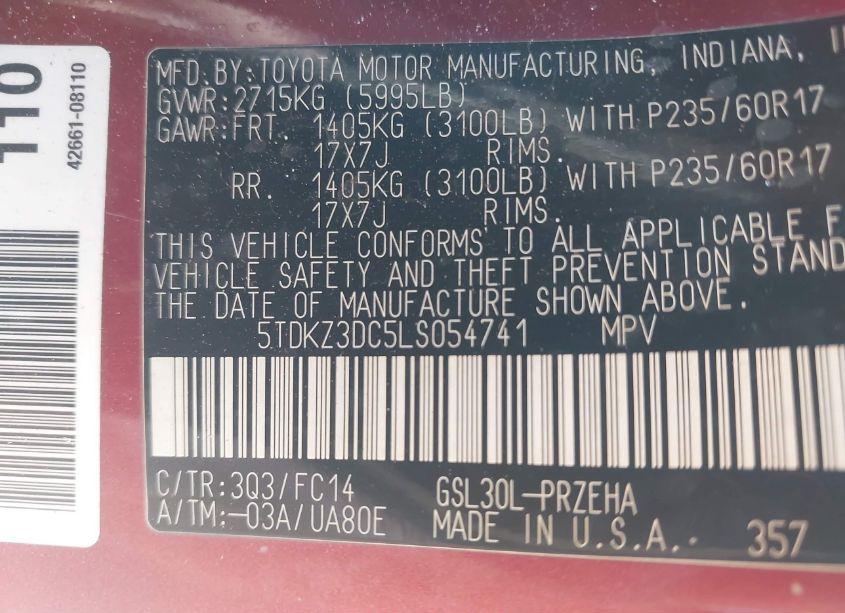 110
42661-08110
MFD.BY:TOYOTA MOTOR MANUFACTURING, INDIANA,
GVWR:2715KG (5995LB)
GAWR:FRT. 1405KG (3100LB) WITH P235/60R17
17X7J RIMS.
RR. 1405KG (3100LB) WITH P235/60R17
17X7J RIMS.
THIS VEHICLE CONFORMS TO ALL APPLICABLE F
VEHICLE SAFETY AND THEFT PREVENTION STAND
THE DATE OF MANUFACTURE SHOWN ABOVE.
5TDKZ3DC5LS054741 MPV
C/TR:3Q3/FC14 GSL30L-PRZEHA
A/TM:-03A/UA80E MADE IN U.S.A. 357